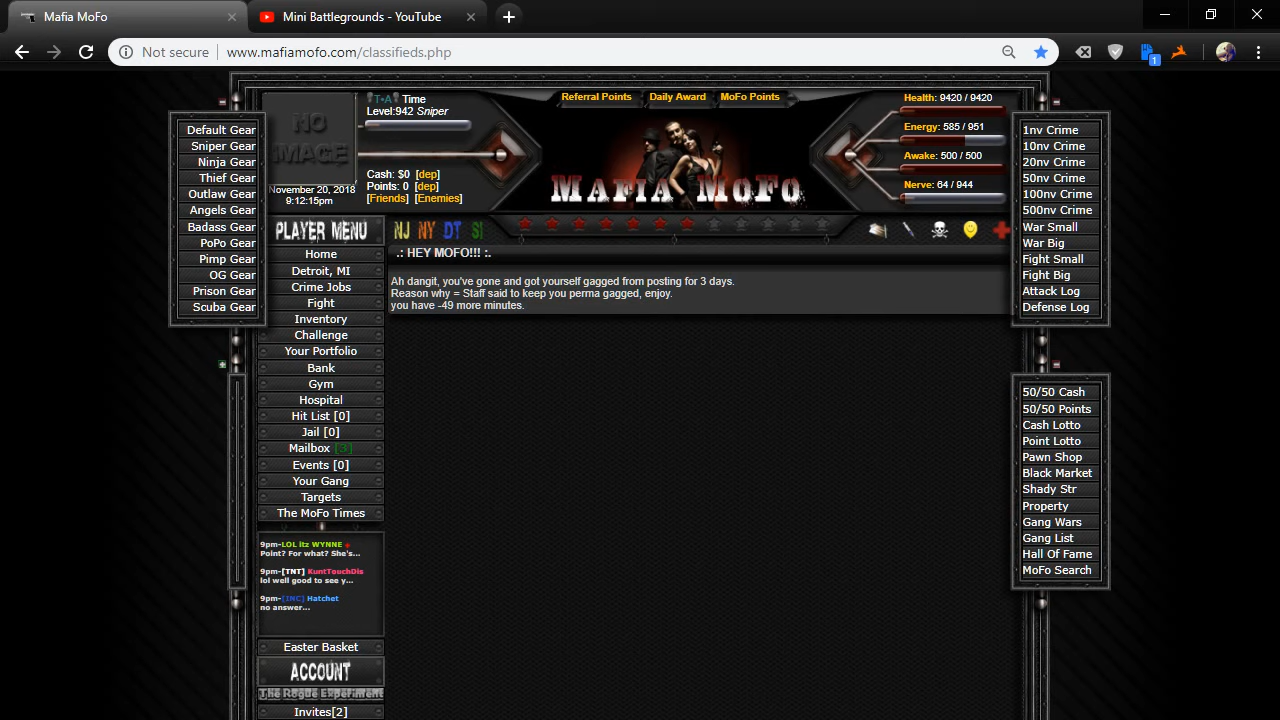 Mafia MoFo
Mini Battlegrounds - YouTube
Not secure
www.mafiamofo.com/classifieds.php
1
NO IMAGE
November 20, 2018
9:12:15pm
T•A Time
Level:942 Sniper
Cash: $0 [dep]
Points: 0 [dep]
[Friends] [Enemies]
Referral Points
Daily Award
MoFo Points
MAFIA MOFO
Health: 9420 / 9420
Energy: 585 / 951
Awake: 500 / 500
Nerve: 64 / 944
Default Gear
Sniper Gear
Ninja Gear
Thief Gear
Outlaw Gear
Angels Gear
Badass Gear
PoPo Gear
Pimp Gear
OG Gear
Prison Gear
Scuba Gear
PLAYER MENU
NJ NY DT SI
Home
Detroit, MI
Crime Jobs
Fight
Inventory
Challenge
Your Portfolio
Bank
Gym
Hospital
Hit List [0]
Jail [0]
Mailbox [3]
Events [0]
Your Gang
Targets
The MoFo Times
9pm-LOL itz WYNNE
Point? For what? She's...
9pm-[TNT] KuntTouchDis
lol well good to see y...
9pm-[INC] Hatchet
no answer...
Easter Basket
ACCOUNT
The Rogue Experiment
Invites[2]
.: HEY MOFO!!! :.
Ah dangit, you've gone and got yourself gagged from posting for 3 days.
Reason why = Staff said to keep you perma gagged, enjoy.
you have -49 more minutes.
1nv Crime
10nv Crime
20nv Crime
50nv Crime
100nv Crime
500nv Crime
War Small
War Big
Fight Small
Fight Big
Attack Log
Defense Log
50/50 Cash
50/50 Points
Cash Lotto
Point Lotto
Pawn Shop
Black Market
Shady Str
Property
Gang Wars
Gang List
Hall Of Fame
MoFo Search